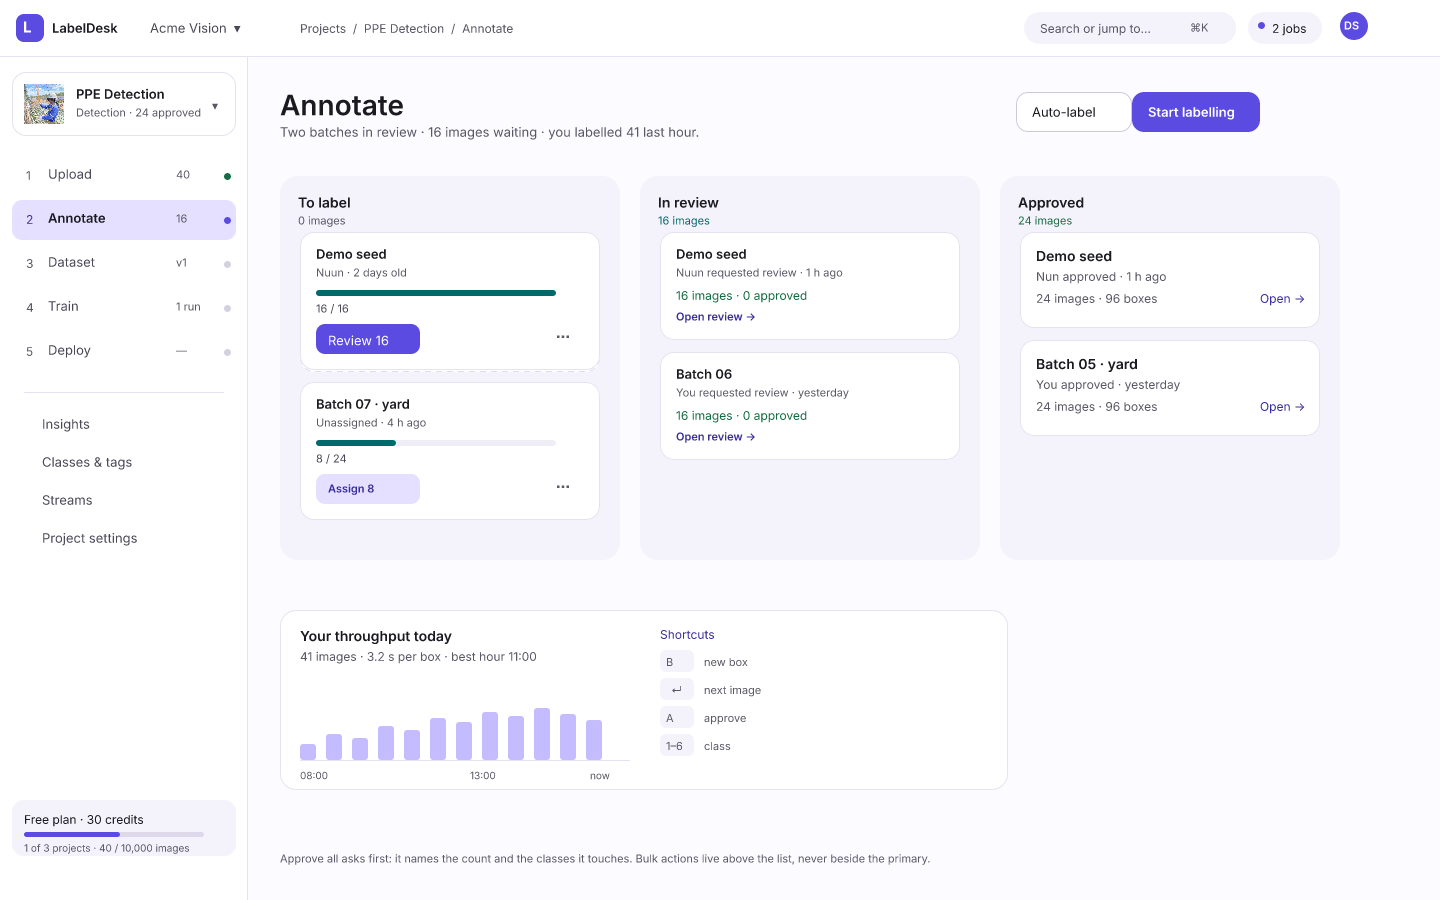 L LabelDesk Acme Vision ▾ Projects / PPE Detection / Annotate Search or jump to... ⌘K 2 jobs DS
PPE Detection
Detection · 24 approved ▾
1 Upload 40
2 Annotate 16
3 Dataset v1
4 Train 1 run
5 Deploy —
Insights
Classes & tags
Streams
Project settings
Free plan · 30 credits
1 of 3 projects · 40 / 10,000 images
Annotate
Two batches in review · 16 images waiting · you labelled 41 last hour.
Auto-label Start labelling
To label
0 images
Demo seed
Nuun · 2 days old
16 / 16
Review 16 ···
Batch 07 · yard
Unassigned · 4 h ago
8 / 24
Assign 8 ···
In review
16 images
Demo seed
Nuun requested review · 1 h ago
16 images · 0 approved
Open review →
Batch 06
You requested review · yesterday
16 images · 0 approved
Open review →
Approved
24 images
Demo seed
Nun approved · 1 h ago
24 images · 96 boxes Open →
Batch 05 · yard
You approved · yesterday
24 images · 96 boxes Open →
Your throughput today
41 images · 3.2 s per box · best hour 11:00
08:00 13:00 now
Shortcuts
B new box
↵ next image
A approve
1–6 class
Approve all asks first: it names the count and the classes it touches. Bulk actions live above the list, never beside the primary.